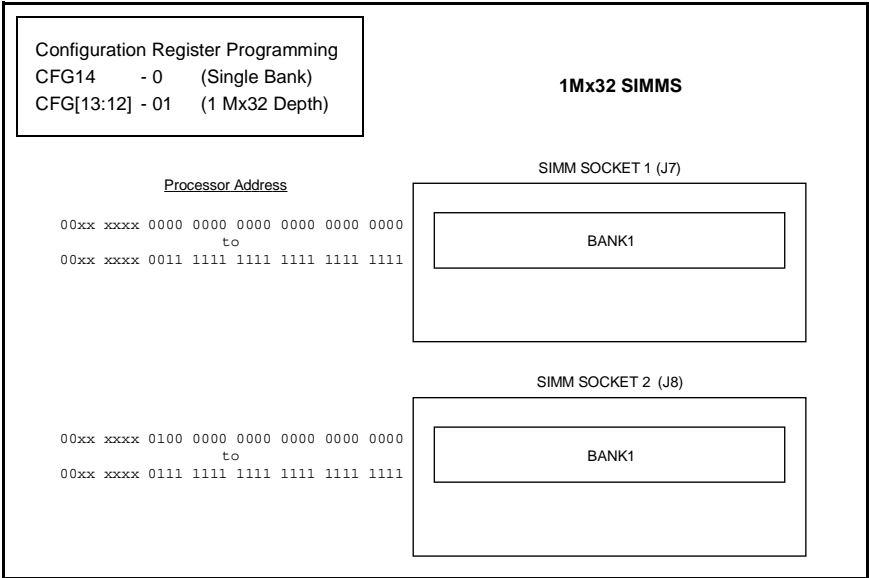 Configuration Register Programming
CFG14 - 0 (Single Bank)
CFG[13:12] - 01 (1 Mx32 Depth)
1Mx32 SIMMS
SIMM SOCKET 1 (J7)
Processor Address
00xx xxxx 0000 0000 0000 0000 0000 0000
to
00xx xxxx 0011 1111 1111 1111 1111 1111
BANK1
SIMM SOCKET 2 (J8)
00xx xxxx 0100 0000 0000 0000 0000 0000
to
00xx xxxx 0111 1111 1111 1111 1111 1111
BANK1